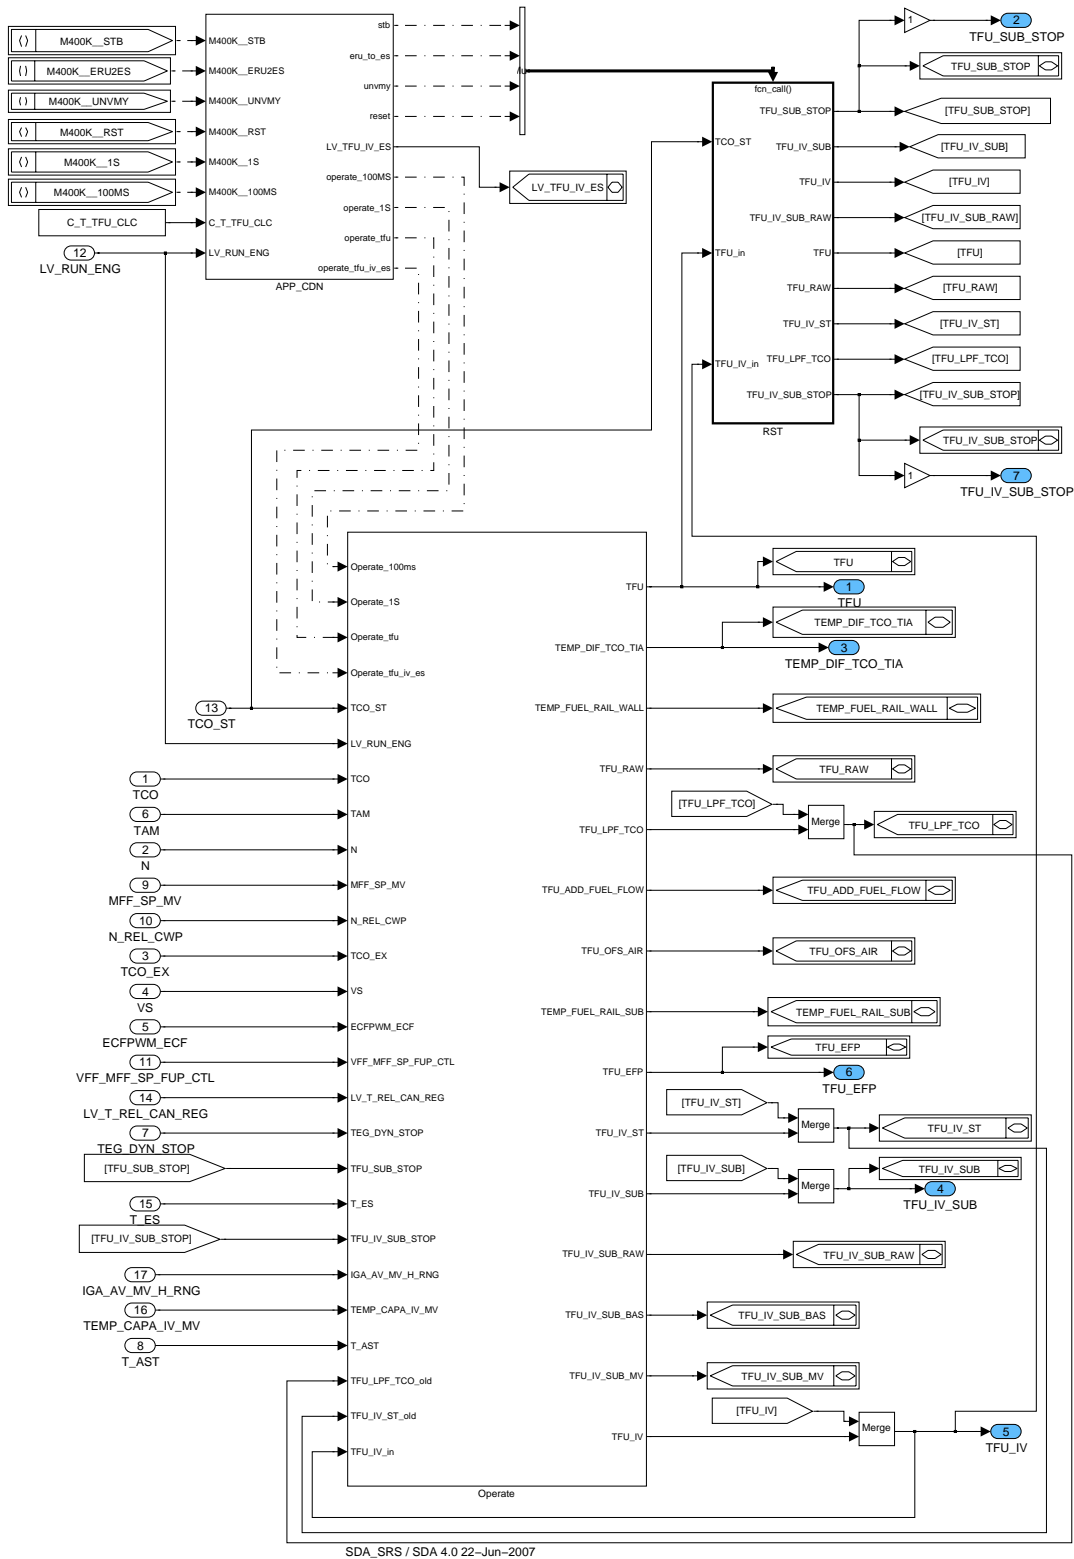 M400K__STB
M400K__ERU2ES
M400K__UNVMY
M400K__RST
M400K__1S
M400K__100MS
C_T_TFU_CLC
12
LV_RUN_ENG
M400K__STB
M400K__ERU2ES
M400K__UNVMY
M400K__RST
M400K__1S
M400K__100MS
C_T_TFU_CLC
LV_RUN_ENG
stb
eru_to_es
unvmy
reset
LV_TFU_IV_ES
operate_100MS
operate_1S
operate_tfu
operate_tfu_iv_es
APP_CDN
LV_TFU_IV_ES
fcn_call()
TCO_ST
TFU_in
TFU_IV_in
TFU_SUB_STOP
TFU_IV_SUB
TFU_IV
TFU_IV_SUB_RAW
TFU
TFU_RAW
TFU_IV_ST
TFU_LPF_TCO
TFU_IV_SUB_STOP
RST
1
2
TFU_SUB_STOP
TFU_SUB_STOP
[TFU_SUB_STOP]
[TFU_IV_SUB]
[TFU_IV]
[TFU_IV_SUB_RAW]
[TFU]
[TFU_RAW]
[TFU_IV_ST]
[TFU_LPF_TCO]
[TFU_IV_SUB_STOP]
TFU_IV_SUB_STOP
1
7
TFU_IV_SUB_STOP
13
TCO_ST
1
TCO
6
TAM
2
N
9
MFF_SP_MV
10
N_REL_CWP
3
TCO_EX
4
VS
5
ECFPWM_ECF
11
VFF_MFF_SP_FUP_CTL
14
LV_T_REL_CAN_REG
7
TEG_DYN_STOP
[TFU_SUB_STOP]
15
T_ES
[TFU_IV_SUB_STOP]
17
IGA_AV_MV_H_RNG
16
TEMP_CAPA_IV_MV
8
T_AST
Operate_100ms
Operate_1S
Operate_tfu
Operate_tfu_iv_es
TCO_ST
LV_RUN_ENG
TCO
TAM
N
MFF_SP_MV
N_REL_CWP
TCO_EX
VS
ECFPWM_ECF
VFF_MFF_SP_FUP_CTL
LV_T_REL_CAN_REG
TEG_DYN_STOP
TFU_SUB_STOP
T_ES
TFU_IV_SUB_STOP
IGA_AV_MV_H_RNG
TEMP_CAPA_IV_MV
T_AST
TFU_LPF_TCO_old
TFU_IV_ST_old
TFU_IV_in
TFU
TEMP_DIF_TCO_TIA
TEMP_FUEL_RAIL_WALL
TFU_RAW
TFU_LPF_TCO
TFU_ADD_FUEL_FLOW
TFU_OFS_AIR
TEMP_FUEL_RAIL_SUB
TFU_EFP
TFU_IV_ST
TFU_IV_SUB
TFU_IV_SUB_RAW
TFU_IV_SUB_BAS
TFU_IV_SUB_MV
TFU_IV
Operate
TFU
1
TFU
TEMP_DIF_TCO_TIA
3
TEMP_DIF_TCO_TIA
TEMP_FUEL_RAIL_WALL
TFU_RAW
[TFU_LPF_TCO]
Merge
TFU_LPF_TCO
TFU_ADD_FUEL_FLOW
TFU_OFS_AIR
TEMP_FUEL_RAIL_SUB
TFU_EFP
6
TFU_EFP
[TFU_IV_ST]
Merge
TFU_IV_ST
[TFU_IV_SUB]
Merge
TFU_IV_SUB
4
TFU_IV_SUB
TFU_IV_SUB_RAW
TFU_IV_SUB_BAS
TFU_IV_SUB_MV
[TFU_IV]
Merge
5
TFU_IV
SDA_SRS / SDA 4.0 22−Jun−2007